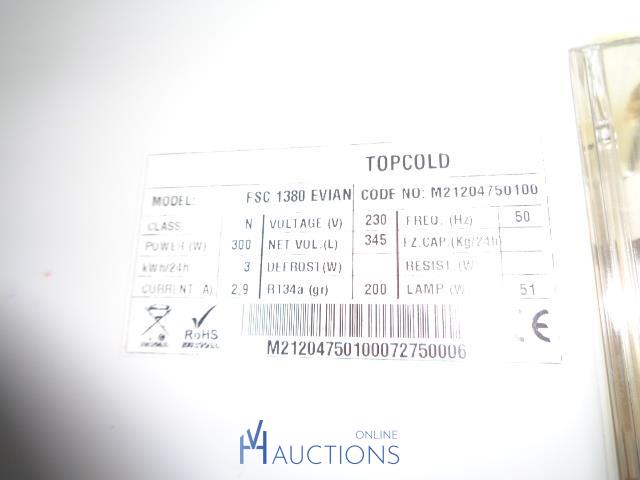 TOPCOLD
MODEL: FSC 1380 EVIAN CODE NO: M21204750100
CLASS N VOLTAGE (V) 230 FREQ. (Hz) 50
POWER (W) 300 NET VOL.(L) 345 FZ.CAP.(Kg/24h)
kWh/24h 3 DEFROST(W) RESIST. (W
CURRENT A) 2,9 R134a (gr) 200 LAMP (W 51
RoHS
CE
M2120475010072750006
VH ONLINE
AUCTIONS